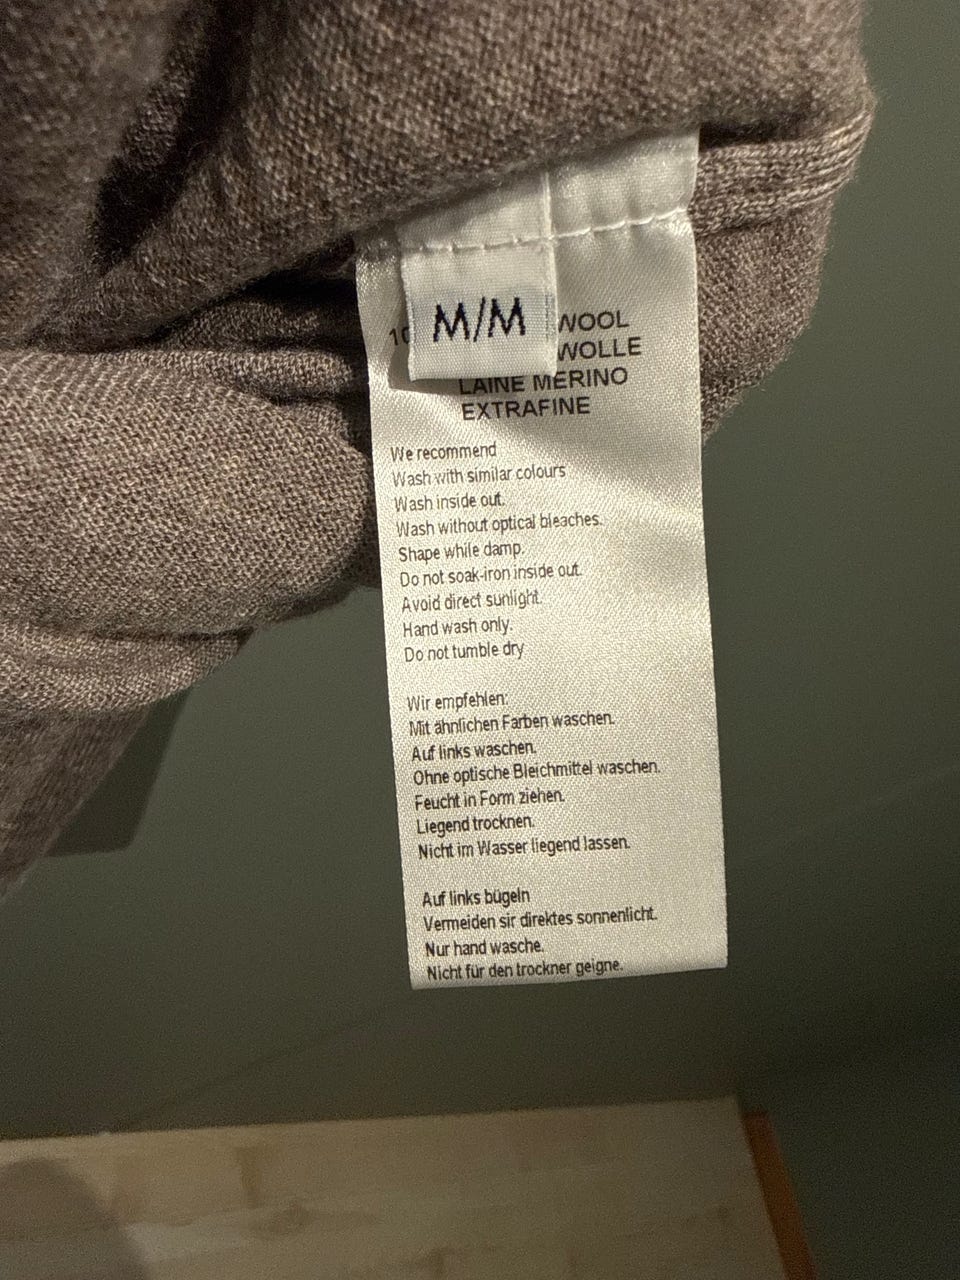 M/M
WOOL
WOLLE
LAINE MERINO
EXTRAFINE
We recommend
Wash with similar colours
Wash inside out.
Wash without optical bleaches.
Shape while damp.
Do not soak-iron inside out.
Avoid direct sunlight.
Hand wash only.
Do not tumble dry
Wir empfehlen:
Mit ähnlichen Farben waschen.
Auf links waschen.
Ohne optische Bleichmittel waschen.
Feucht in Form ziehen.
Liegend trocknen.
Nicht im Wasser liegend lassen.
Auf links bügeln
Vermeiden sir direktes sonnenlicht.
Nur hand wasche.
Nicht für den trockner geigne.